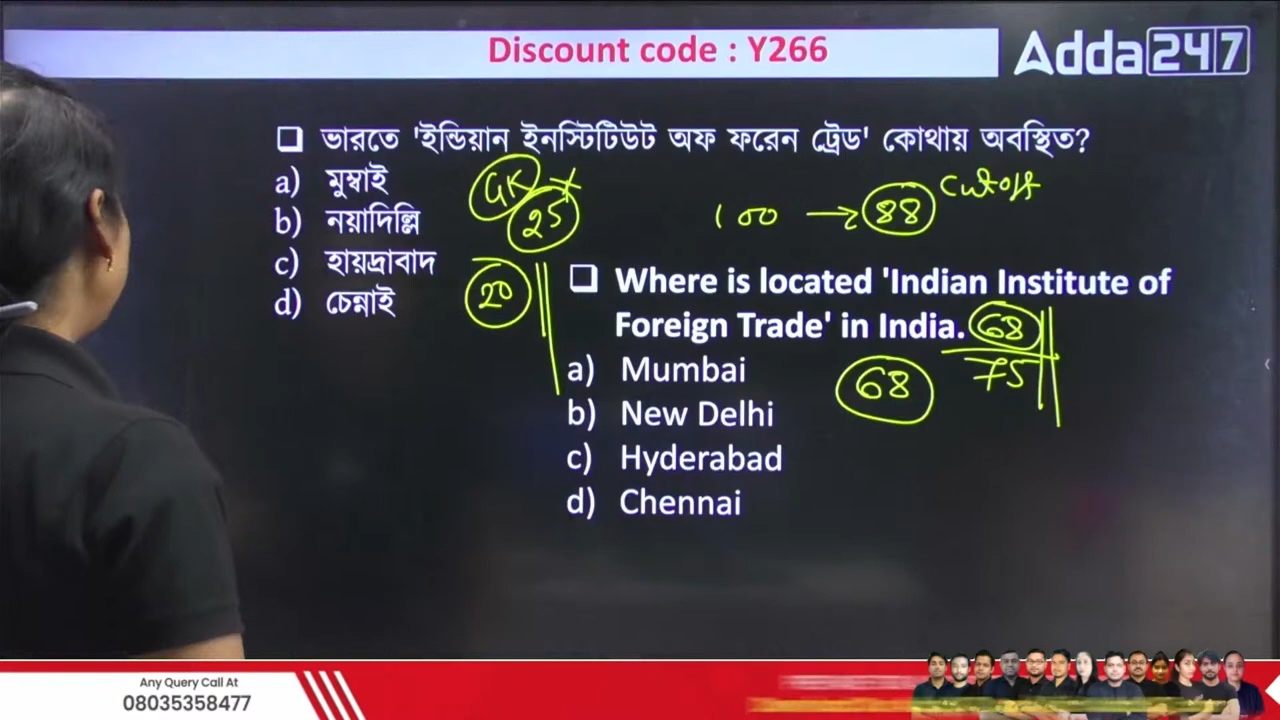 Discount code : Y266
Adda247
ভারতে 'ইন্ডিয়ান ইনস্টিটিউট অফ ফরেন ট্রেড' কোথায় অবস্থিত?
a) মুম্বাই
b) নয়াদিল্লি
c) হায়দ্রাবাদ
d) চেন্নাই
GK
25
20
100 → 88 cutoff
Where is located 'Indian Institute of
Foreign Trade' in India.
68
75
68
a) Mumbai
b) New Delhi
c) Hyderabad
d) Chennai
Any Query Call At
08035358477